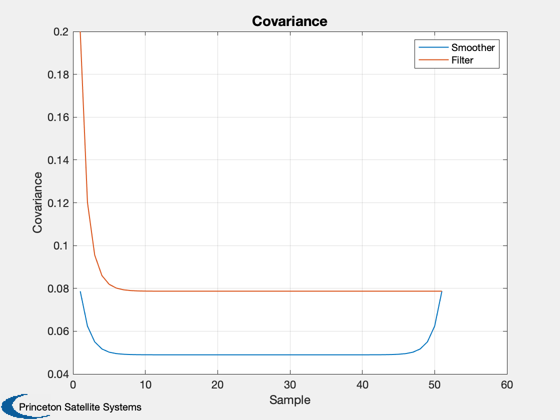 Covariance
Smoother
Filter
0.2
0.18
0.16
0.14
0.12
0.1
0.08
0.06
0.04
Covariance
0 10 20 30 40 50 60
Sample
Princeton Satellite Systems